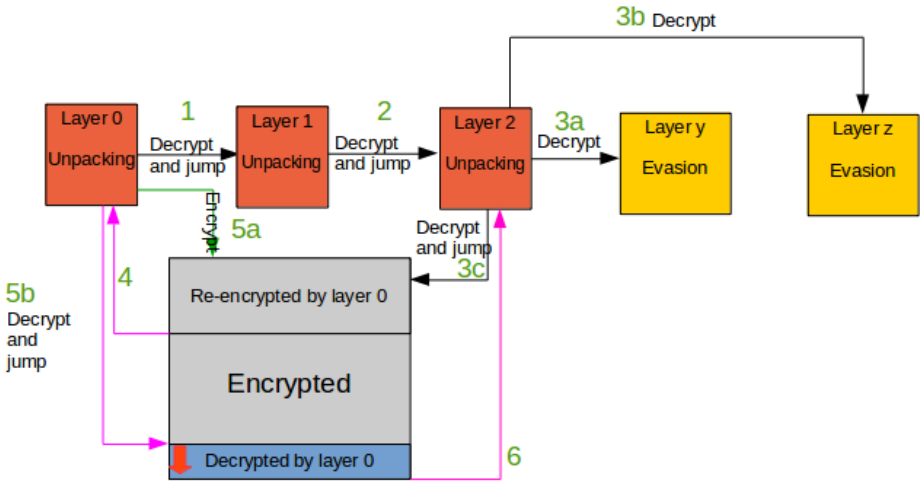 3b Decrypt
1
2
3a
Layer 0
Unpacking
Decrypt
and jump
Layer 1
Unpacking
Decrypt
and jump
Layer 2
Unpacking
Decrypt
Layer y
Evasion
Layer z
Evasion
Encrypt
5a
Decrypt
and jump
3c
4
5b
Decrypt
and
jump
Re-encrypted by layer 0
Encrypted
Decrypted by layer 0
6